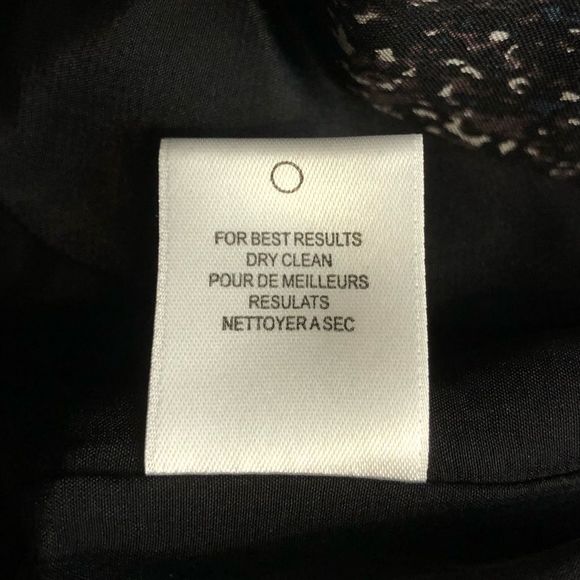 FOR BEST RESULTS
DRY CLEAN
POUR DE MEILLEURS
RESULATS
NETTOYER A SEC